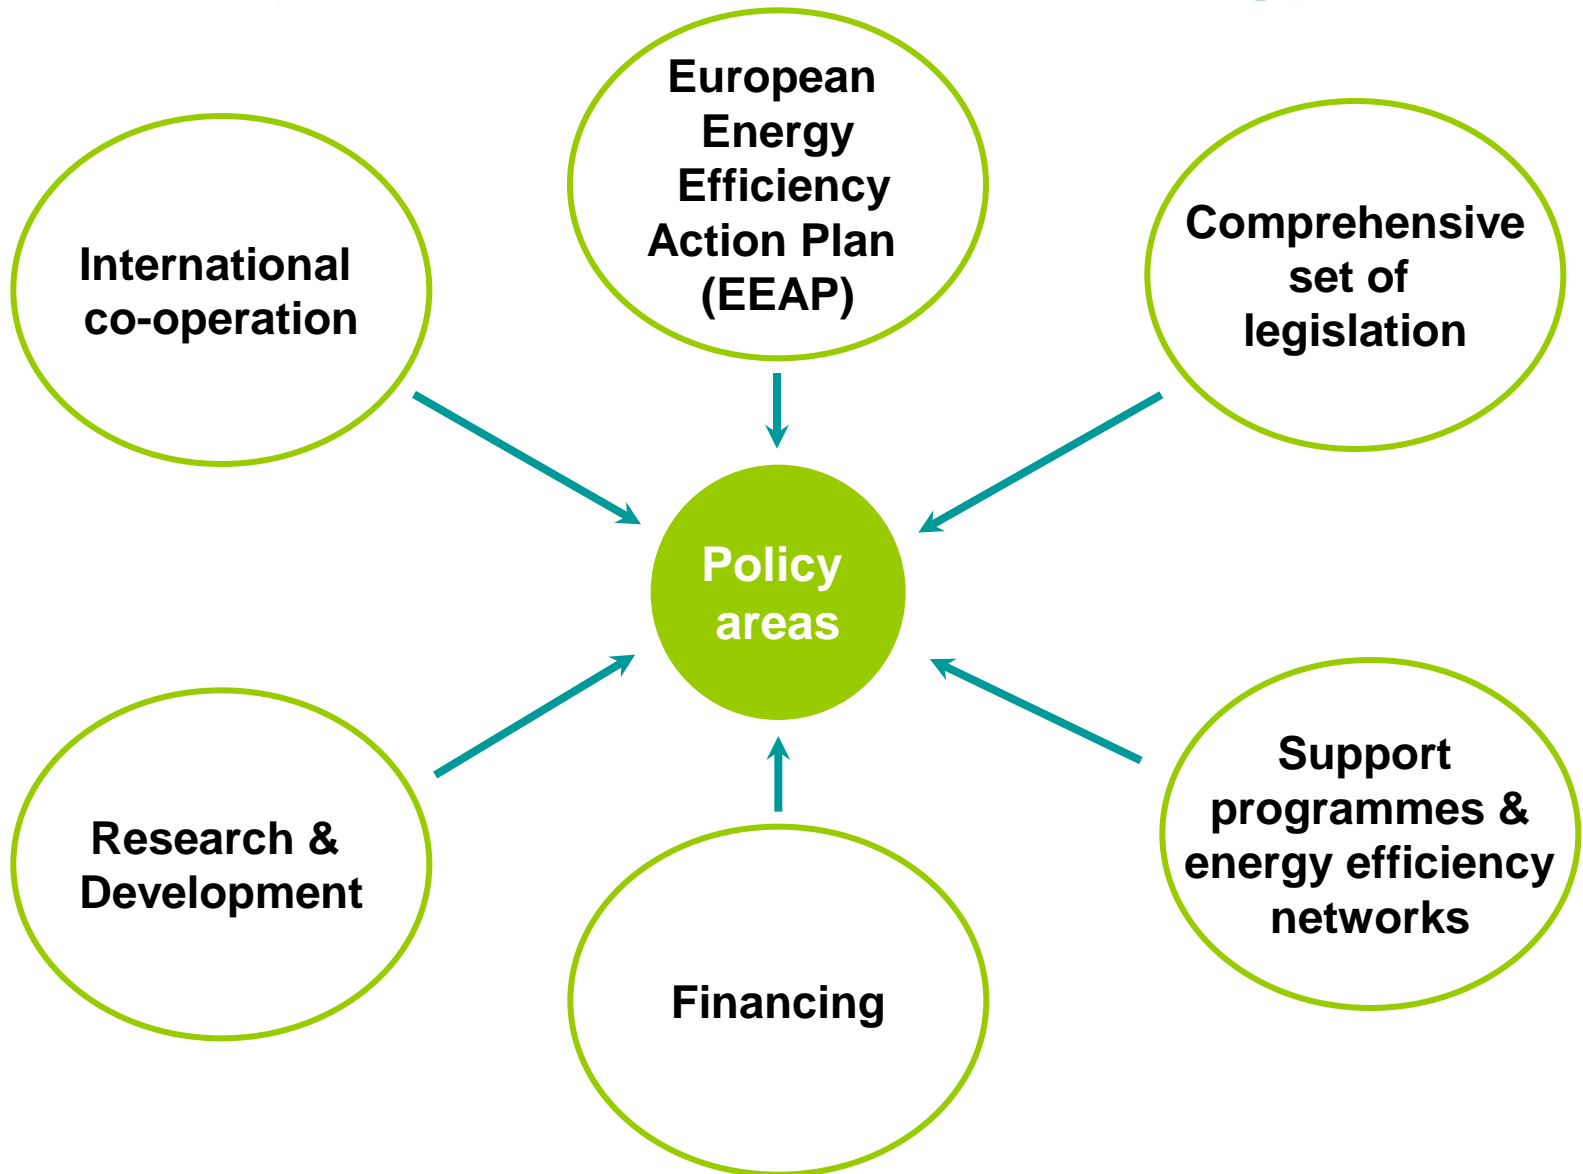 European
Energy
Efficiency
Action Plan
(EEAP)
Comprehensive
set of
legislation
International
co-operation
Policy
areas
Support
programmes &
energy efficiency
networks
Research &
Development
Financing